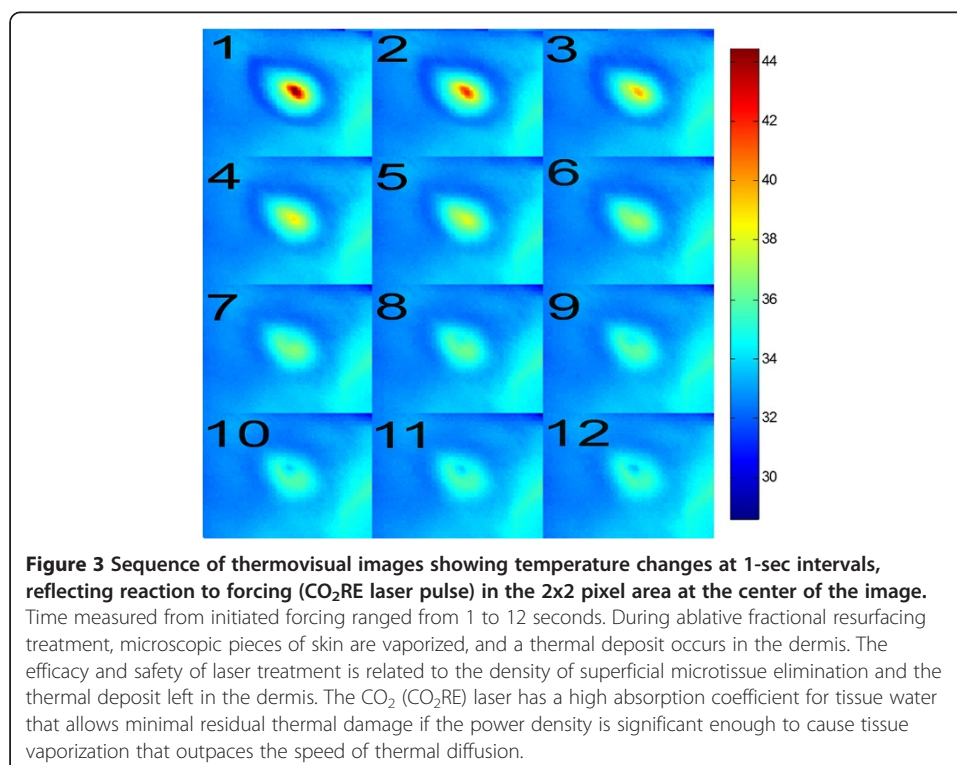 1 2 3
4 5 6
7 8 9
10 11 12
44
42
40
38
36
34
32
30
Figure 3 Sequence of thermovisual images showing temperature changes at 1-sec intervals,
reflecting reaction to forcing (CO₂RE laser pulse) in the 2x2 pixel area at the center of the image.
Time measured from initiated forcing ranged from 1 to 12 seconds. During ablative fractional resurfacing
treatment, microscopic pieces of skin are vaporized, and a thermal deposit occurs in the dermis. The
efficacy and safety of laser treatment is related to the density of superficial microtissue elimination and the
thermal deposit left in the dermis. The CO₂ (CO₂RE) laser has a high absorption coefficient for tissue water
that allows minimal residual thermal damage if the power density is significant enough to cause tissue
vaporization that outpaces the speed of thermal diffusion.